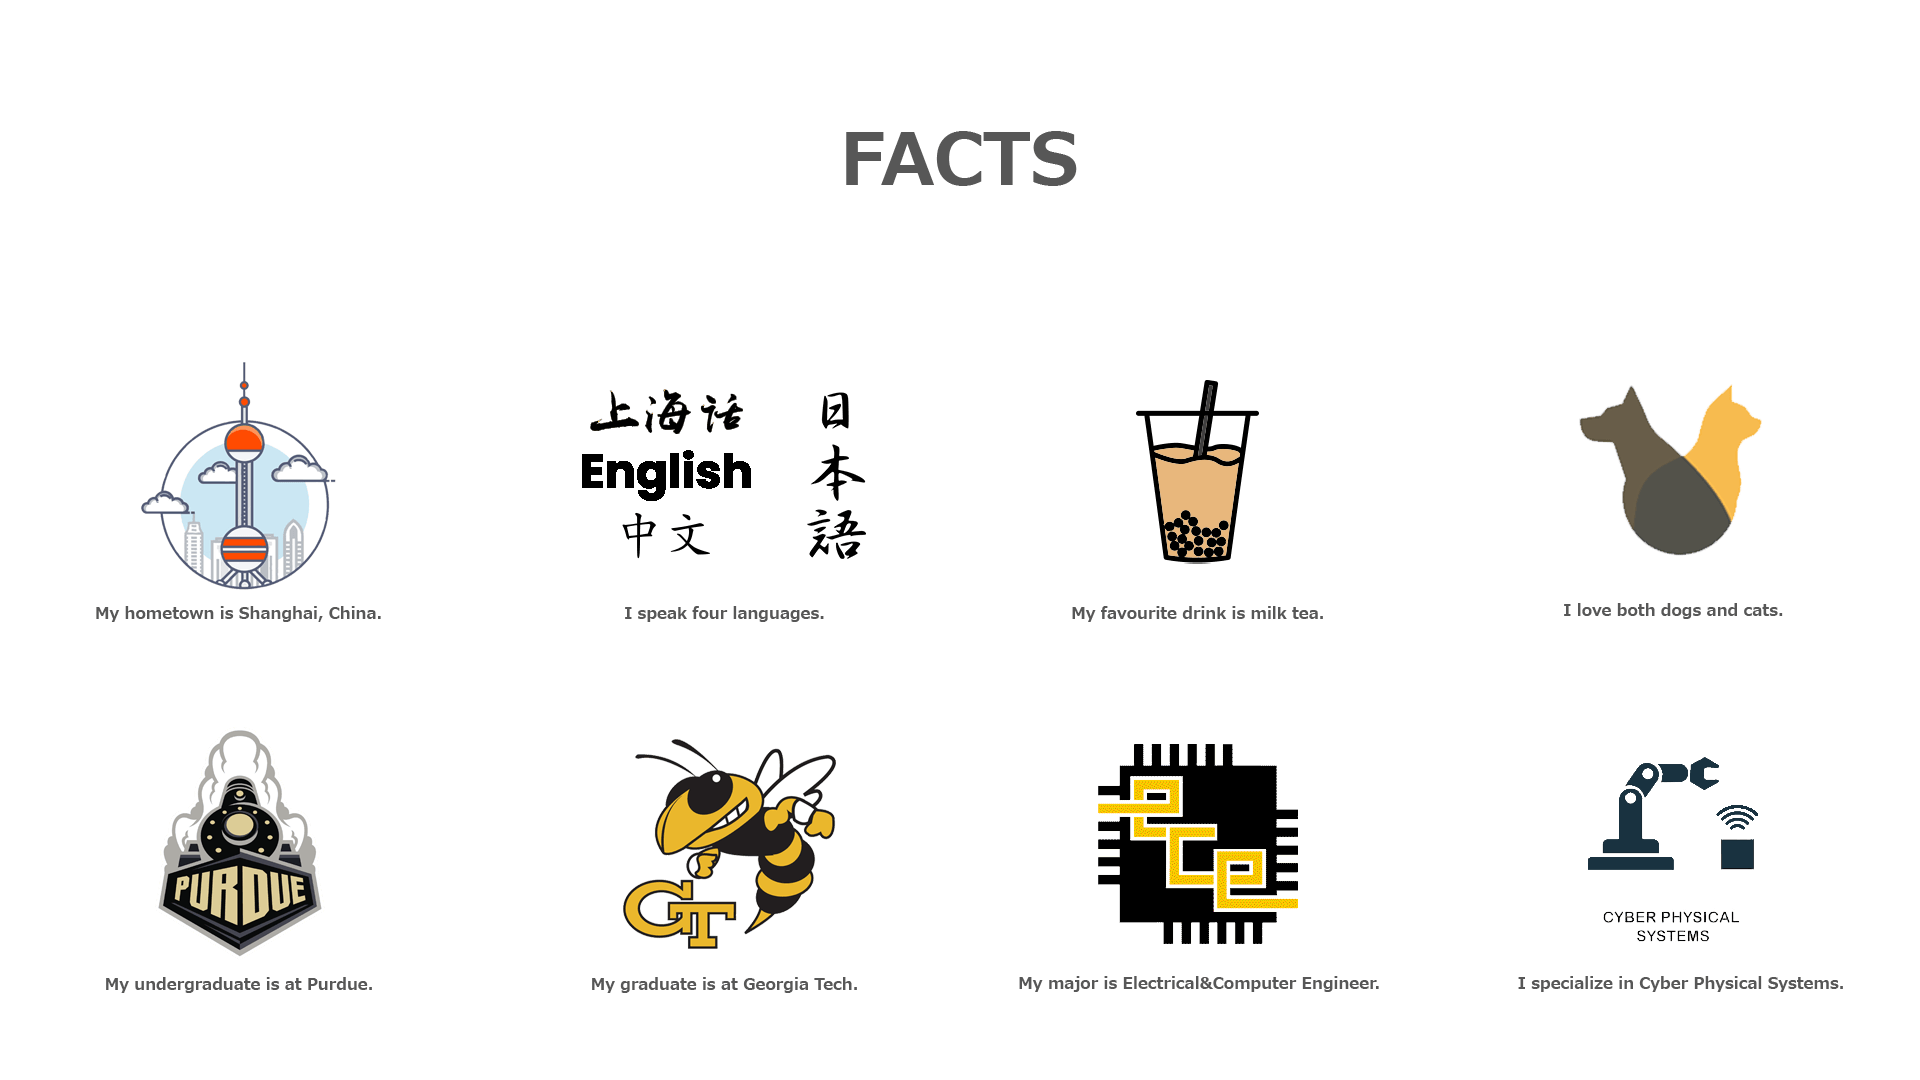 FACTS
上海话
English
中文
日本語
My hometown is Shanghai, China.
I speak four languages.
My favourite drink is milk tea.
I love both dogs and cats.
PURDUE
GT
ece
CYBER PHYSICAL
SYSTEMS
My undergraduate is at Purdue.
My graduate is at Georgia Tech.
My major is Electrical&Computer Engineer.
I specialize in Cyber Physical Systems.